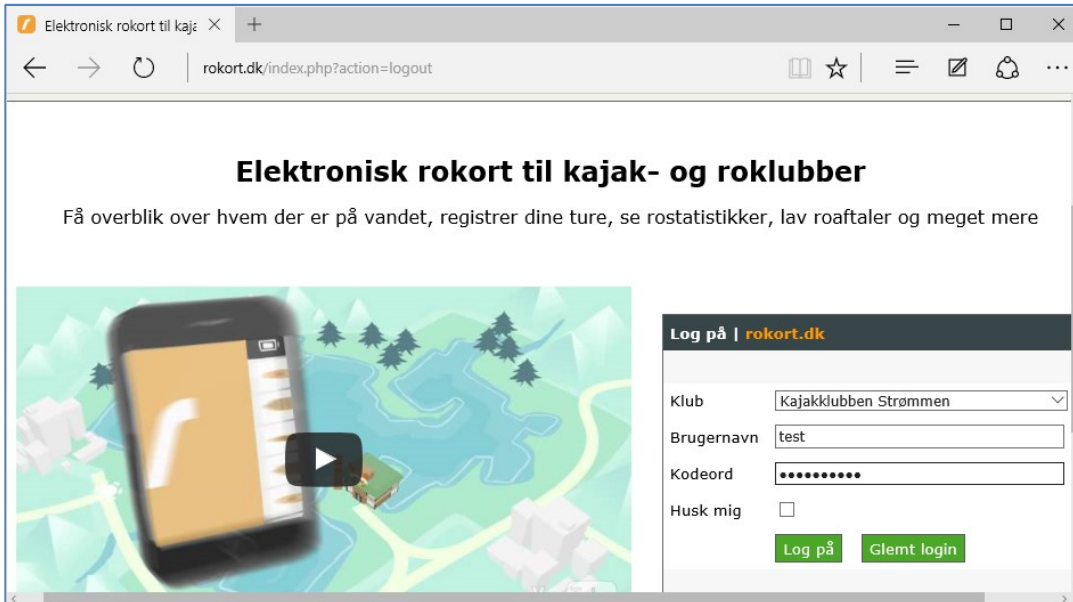 Elektronisk rokort til kaja
rokort.dk/index.php?action=logout
Elektronisk rokort til kajak- og roklubber
Få overblik over hvem der er på vandet, registrer dine ture, se rostatistikker, lav roaftaler og meget mere
Log på | rokort.dk
Klub Kajakklubben Strømmen
Brugernavn test
Kodeord ●●●●●●●●●●
Husk mig
Log på Glemt login